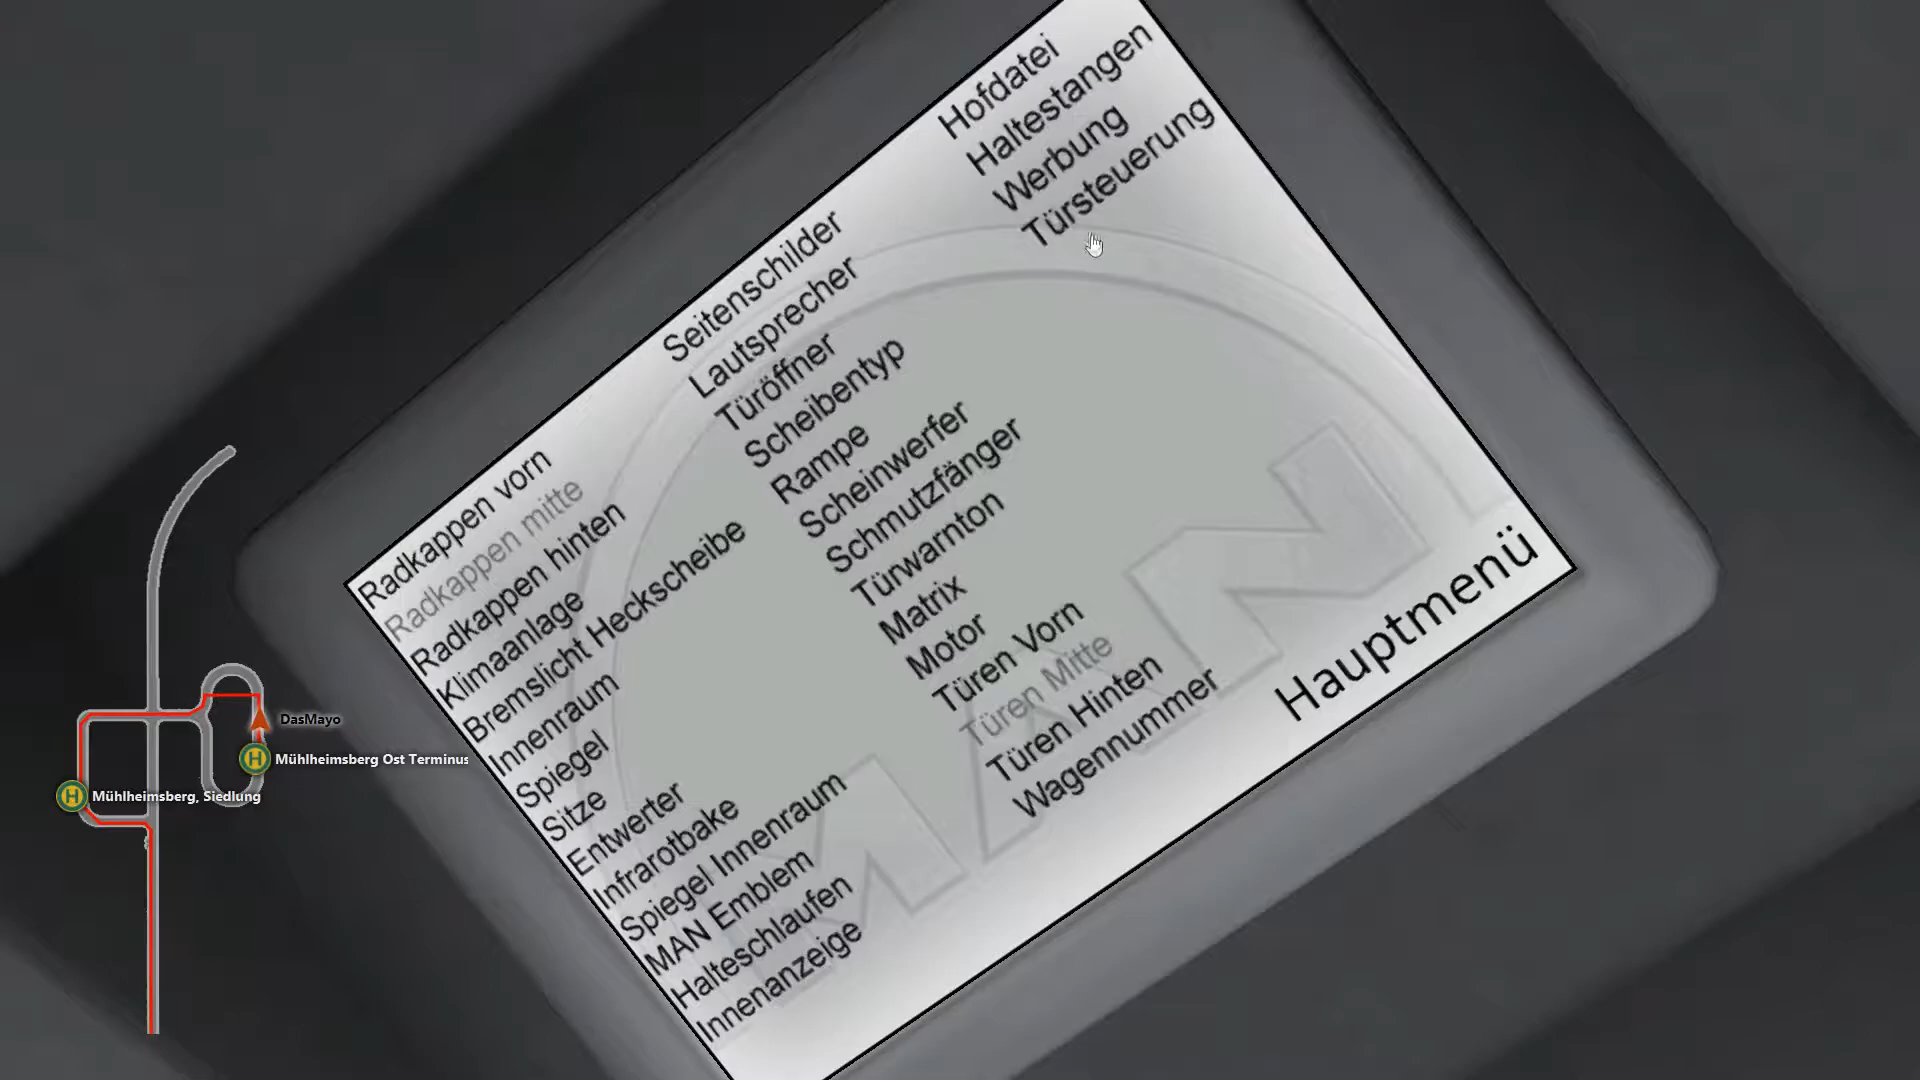 Radkappen vorn
Radkappen mitte
Radkappen hinten
Klimaanlage
Bremslicht Heckscheibe
Innenraum
Spiegel
Sitze
Entwerter
Infrarotbake
Spiegel Innenraum
MAN Emblem
Halteschlaufen
Innenanzeige
Seitenschilder
Lautsprecher
Türöffner
Scheibentyp
Rampe
Scheinwerfer
Schmutzfänger
Türwarnton
Matrix
Motor
Türen Vorn
Türen Mitte
Türen Hinten
Wagennummer
Hofdatei
Haltestangen
Werbung
Türsteuerung
Hauptmenü
MAN
DasMayo
H Mühlheimsberg Ost Terminus
H Mühlheimsberg, Siedlung